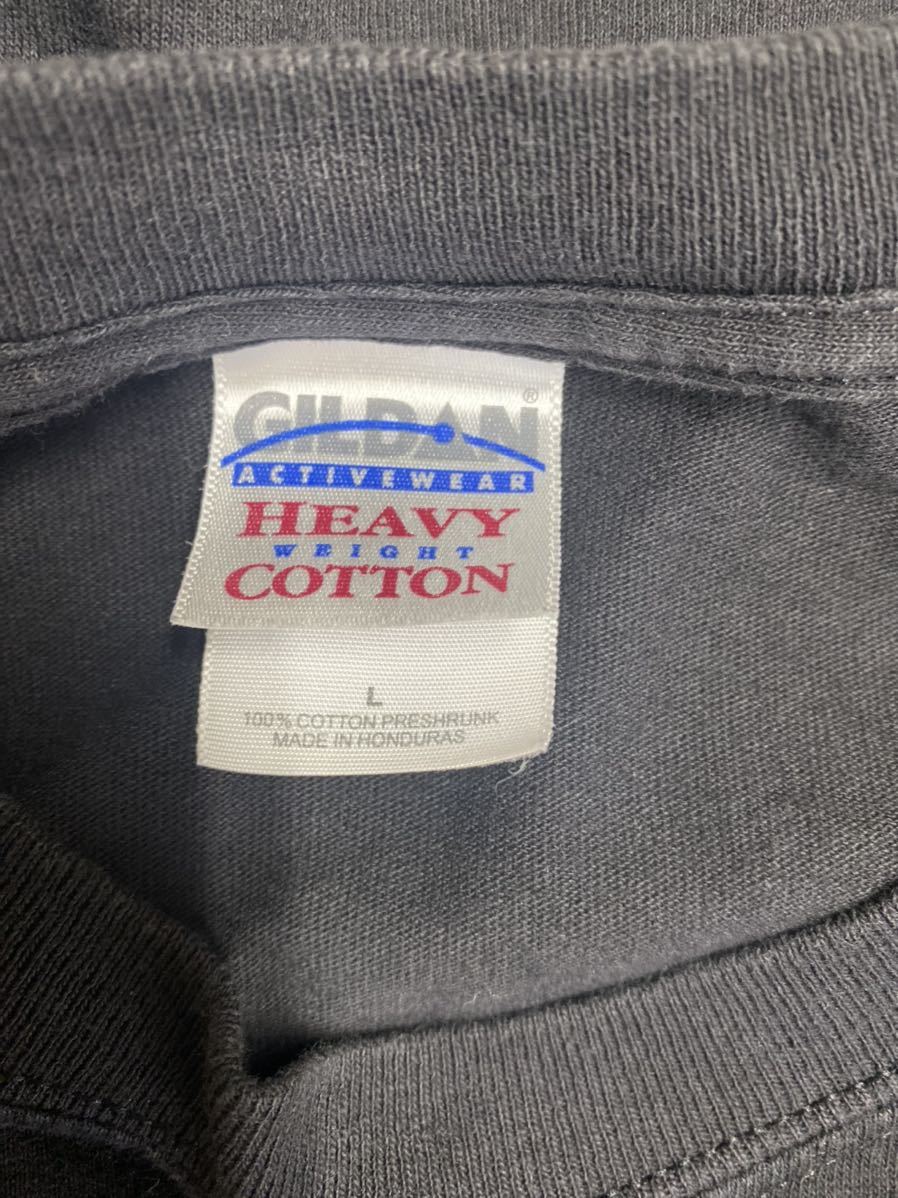 GILDAN®
ACTIVEWEAR
HEAVY
WEIGHT
COTTON
L
100% COTTON PRESHRUNK
MADE IN HONDURAS